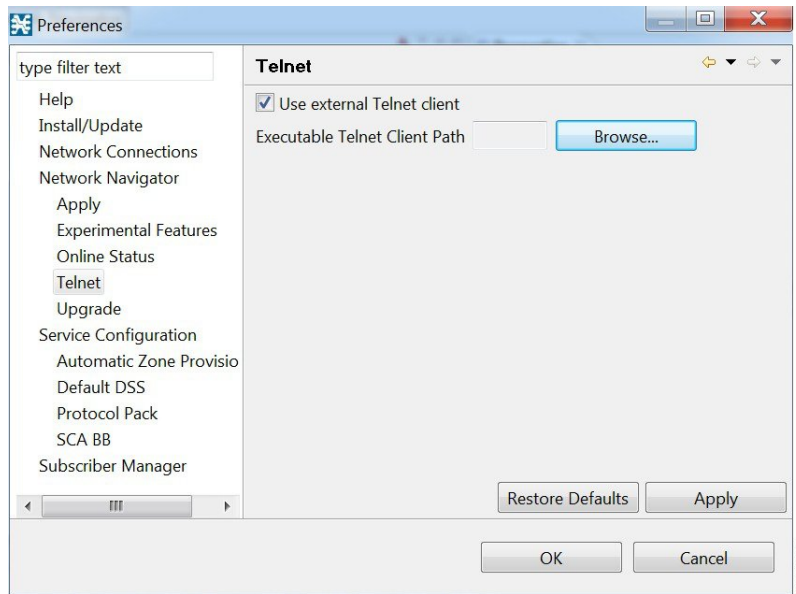 Preferences
type filter text
Telnet
Help
Install/Update
Network Connections
Network Navigator
Apply
Experimental Features
Online Status
Telnet
Upgrade
Service Configuration
Automatic Zone Provisio
Default DSS
Protocol Pack
SCA BB
Subscriber Manager
Use external Telnet client
Executable Telnet Client Path Browse...
Restore Defaults Apply
OK Cancel